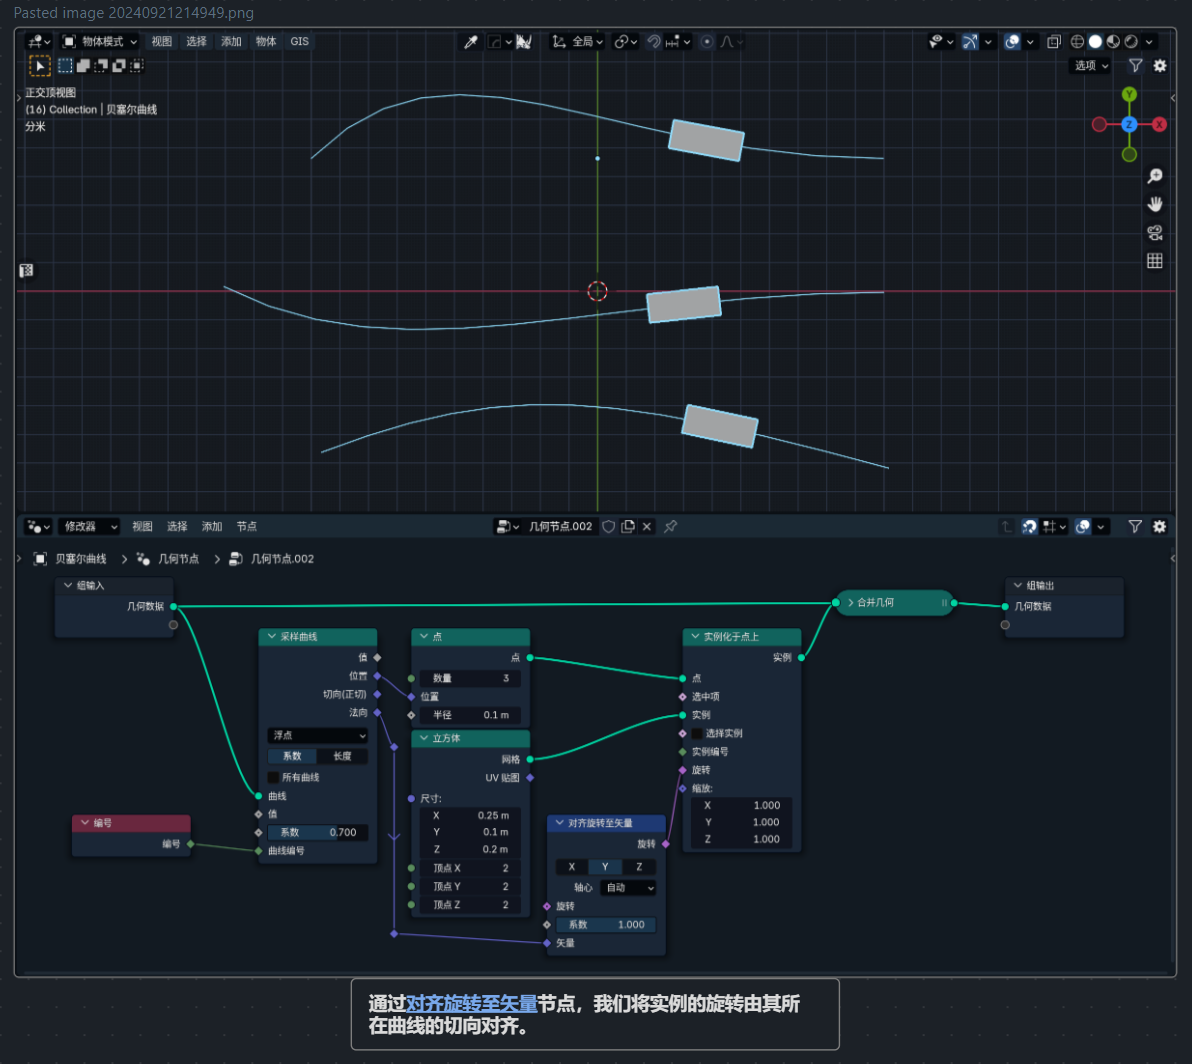 Pasted image 20240921214949.png
物体模式 视图 选择 添加 物体 GIS 全局
选项
正交顶视图
(16) Collection | 贝塞尔曲线
分米
Y
Z X
修改器 视图 选择 添加 节点 几何节点.002
贝塞尔曲线 几何节点 几何节点.002
组输入
几何数据
编号
编号
采样曲线
值
位置
切向(正切)
法向
浮点
系数 长度
所有曲线
曲线
值
系数 0.700
曲线编号
点
点
数量 3
位置
半径 0.1 m
立方体
网格
UV 贴图
尺寸:
X 0.25 m
Y 0.1 m
Z 0.2 m
顶点 X 2
顶点 Y 2
顶点 Z 2
对齐旋转至矢量
旋转
X Y Z
轴心 自动
旋转
系数 1.000
矢量
实例化于点上
实例
点
选中项
实例
选择实例
实例编号
旋转
缩放:
X 1.000
Y 1.000
Z 1.000
合并几何
组输出
几何数据
通过对齐旋转至矢量节点，我们将实例的旋转由其所
在曲线的切向对齐。